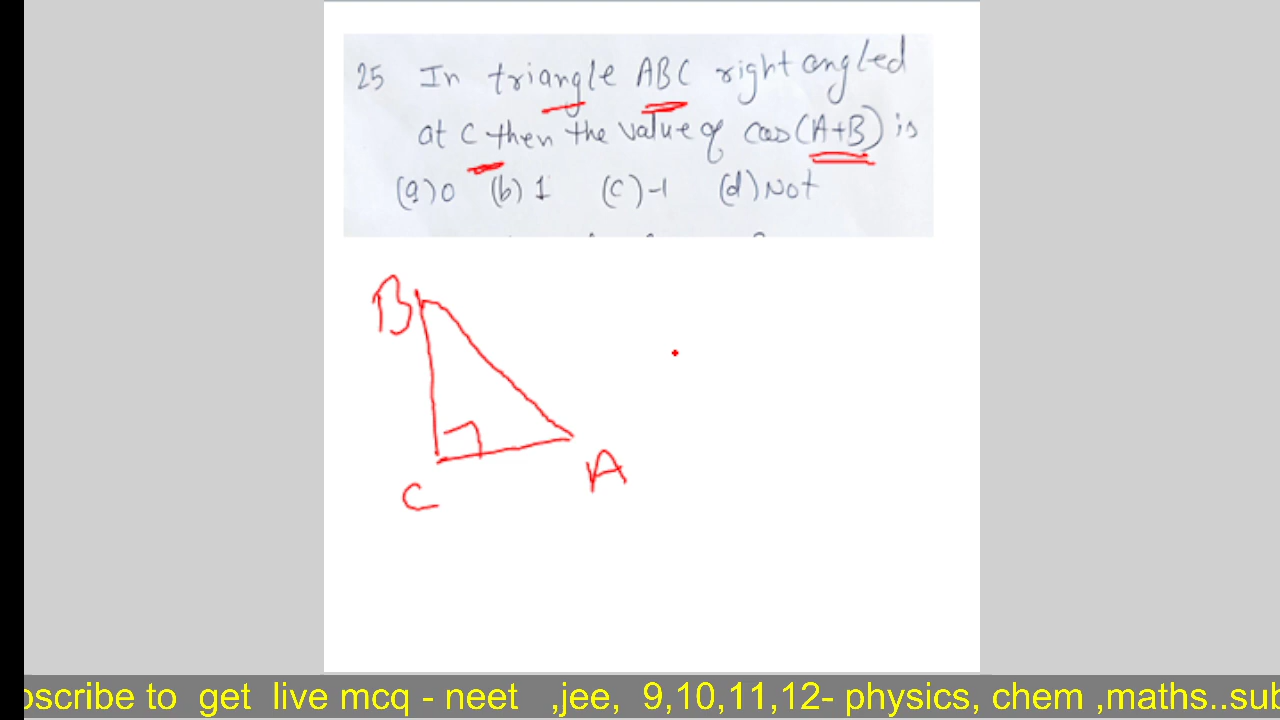 25 In triangle ABC right angled
at C then the value of cos(A+B) is
(a) 0 (b) 1 (c) -1 (d) Not
B
C
A
bscribe to get live mcq - neet ,jee, 9,10,11,12- physics, chem ,maths..sub